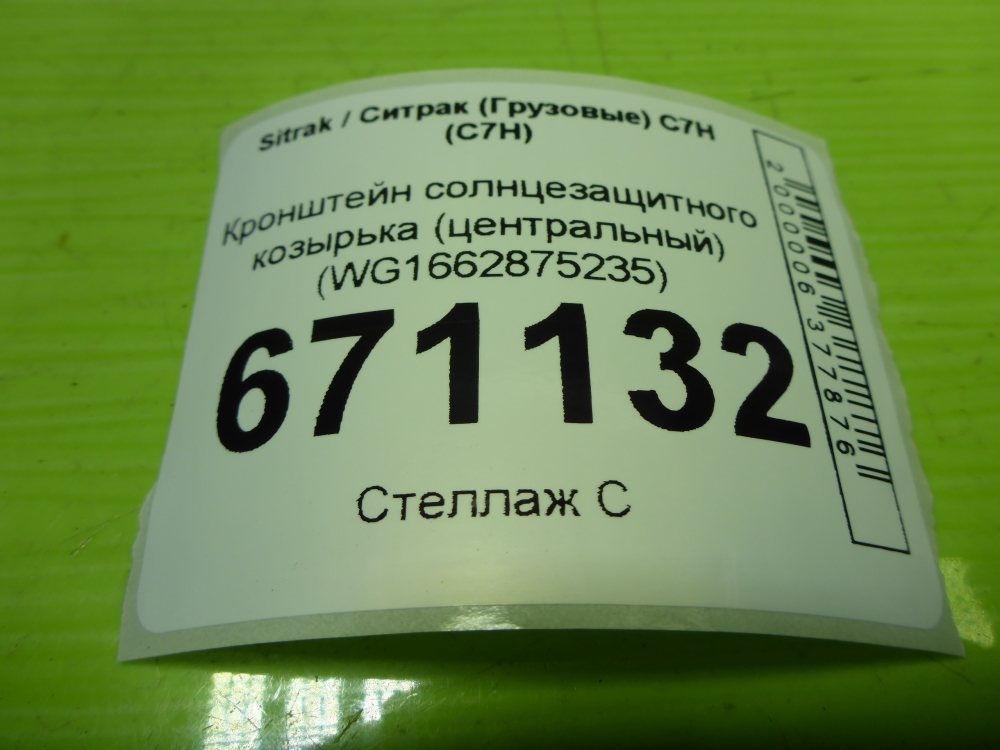 Sitrak / Ситрак (Грузовые) C7H
(C7H)
Кронштейн солнцезащитного
козырька (центральный)
(WG1662875235)
671132
Стеллаж С
2000006377876